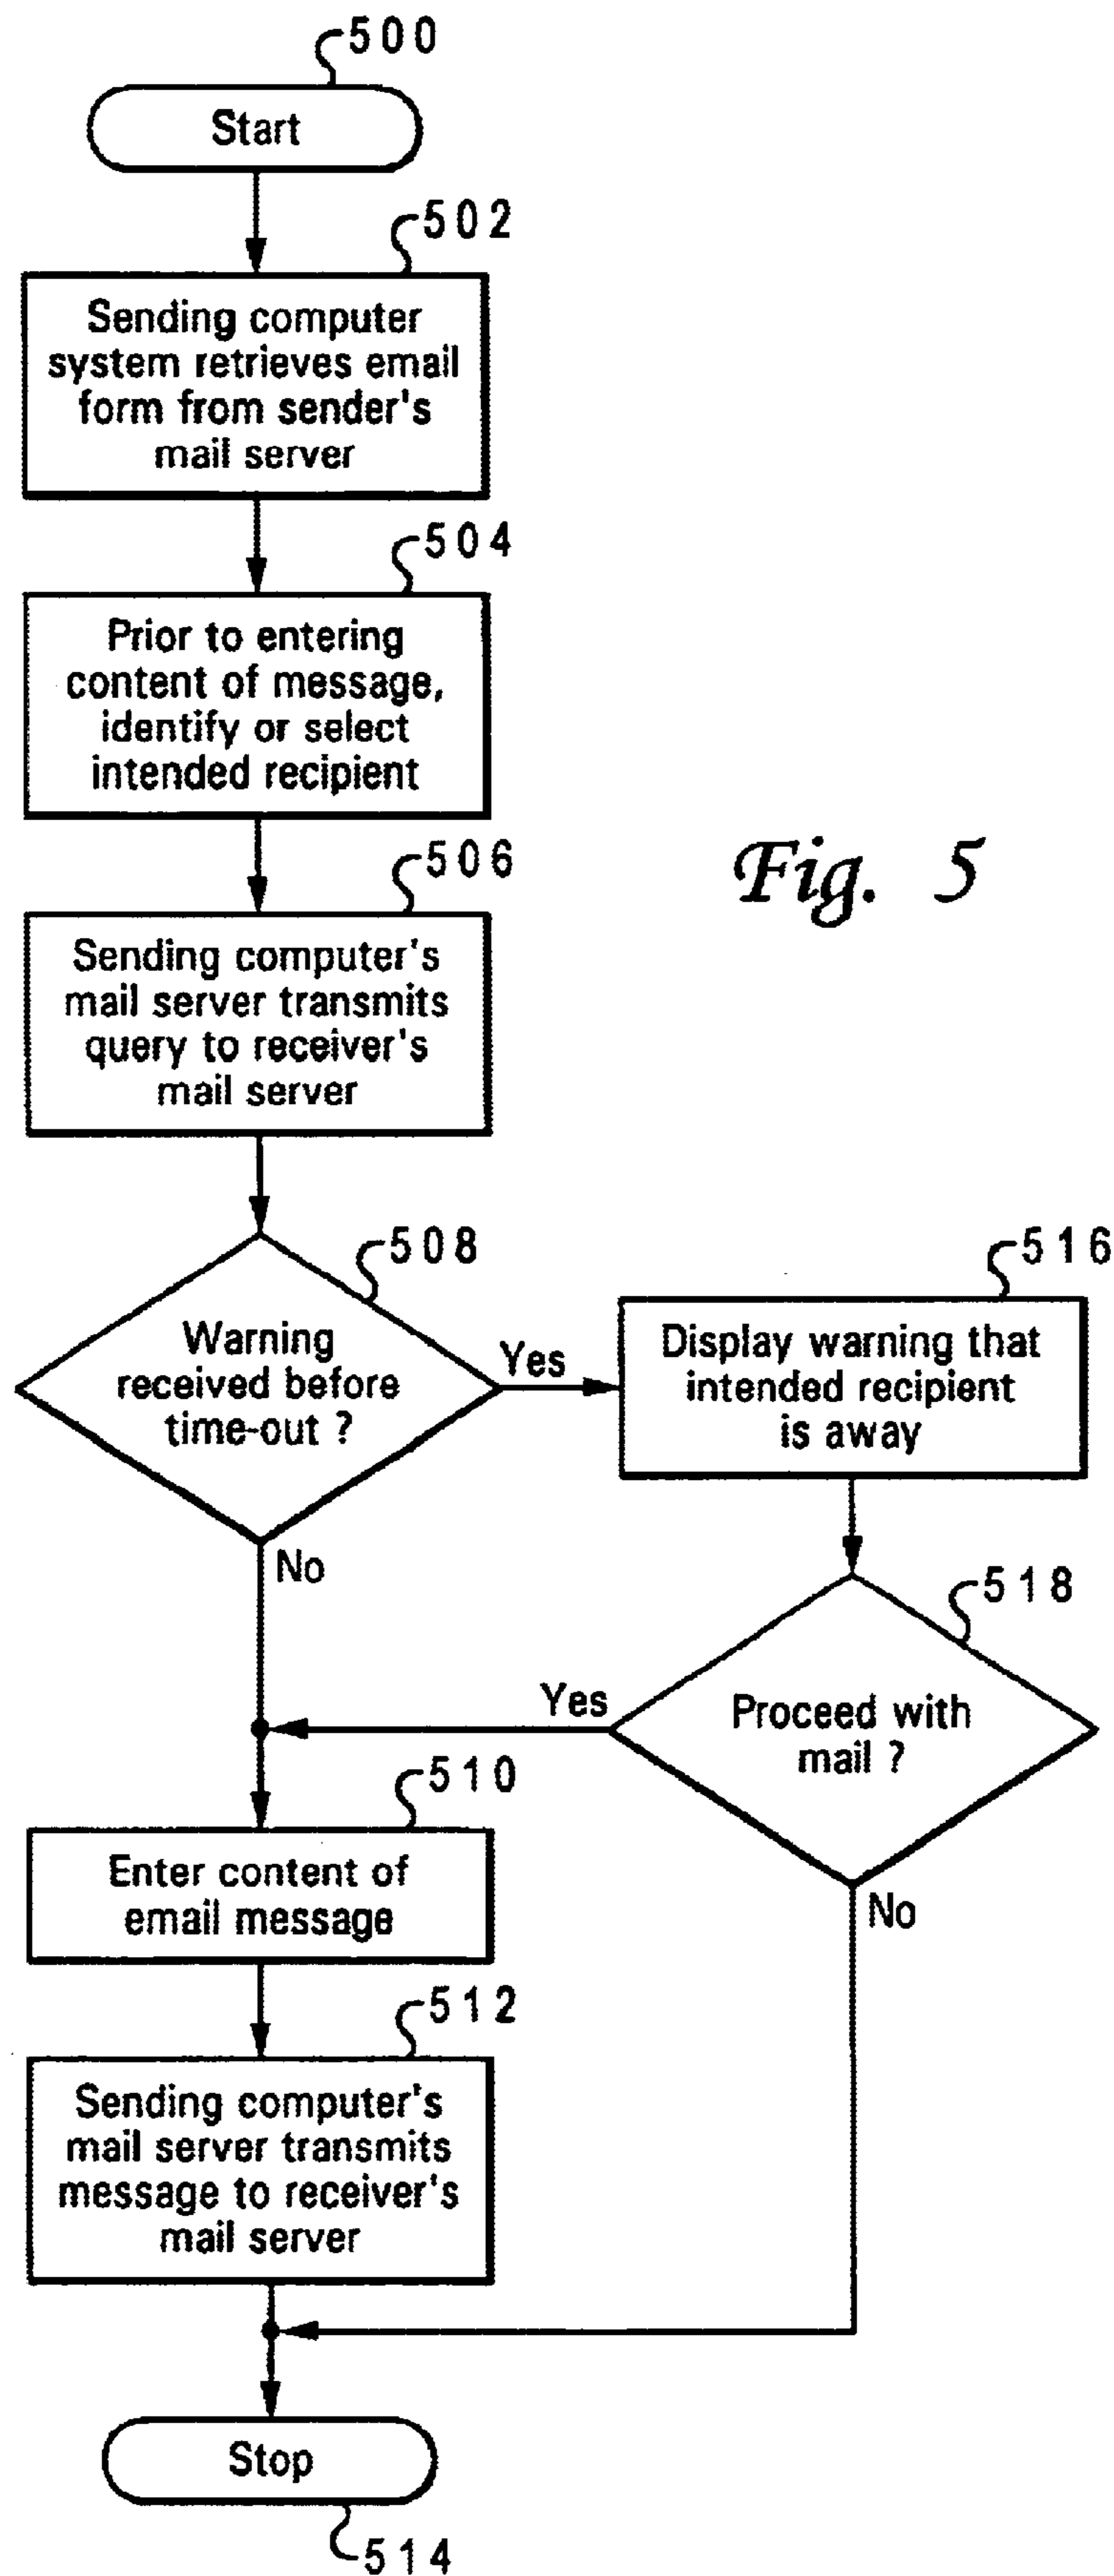 500
Start
502
Sending computer
system retrieves email
form from sender's
mail server
504
Prior to entering
content of message,
identify or select
intended recipient
506
Sending computer's
mail server transmits
query to receiver's
mail server
Fig. 5
508
Warning
received before
time-out ?
Yes
No
516
Display warning that
intended recipient
is away
518
Proceed with
mail ?
Yes
No
510
Enter content of
email message
512
Sending computer's
mail server transmits
message to receiver's
mail server
Stop
514